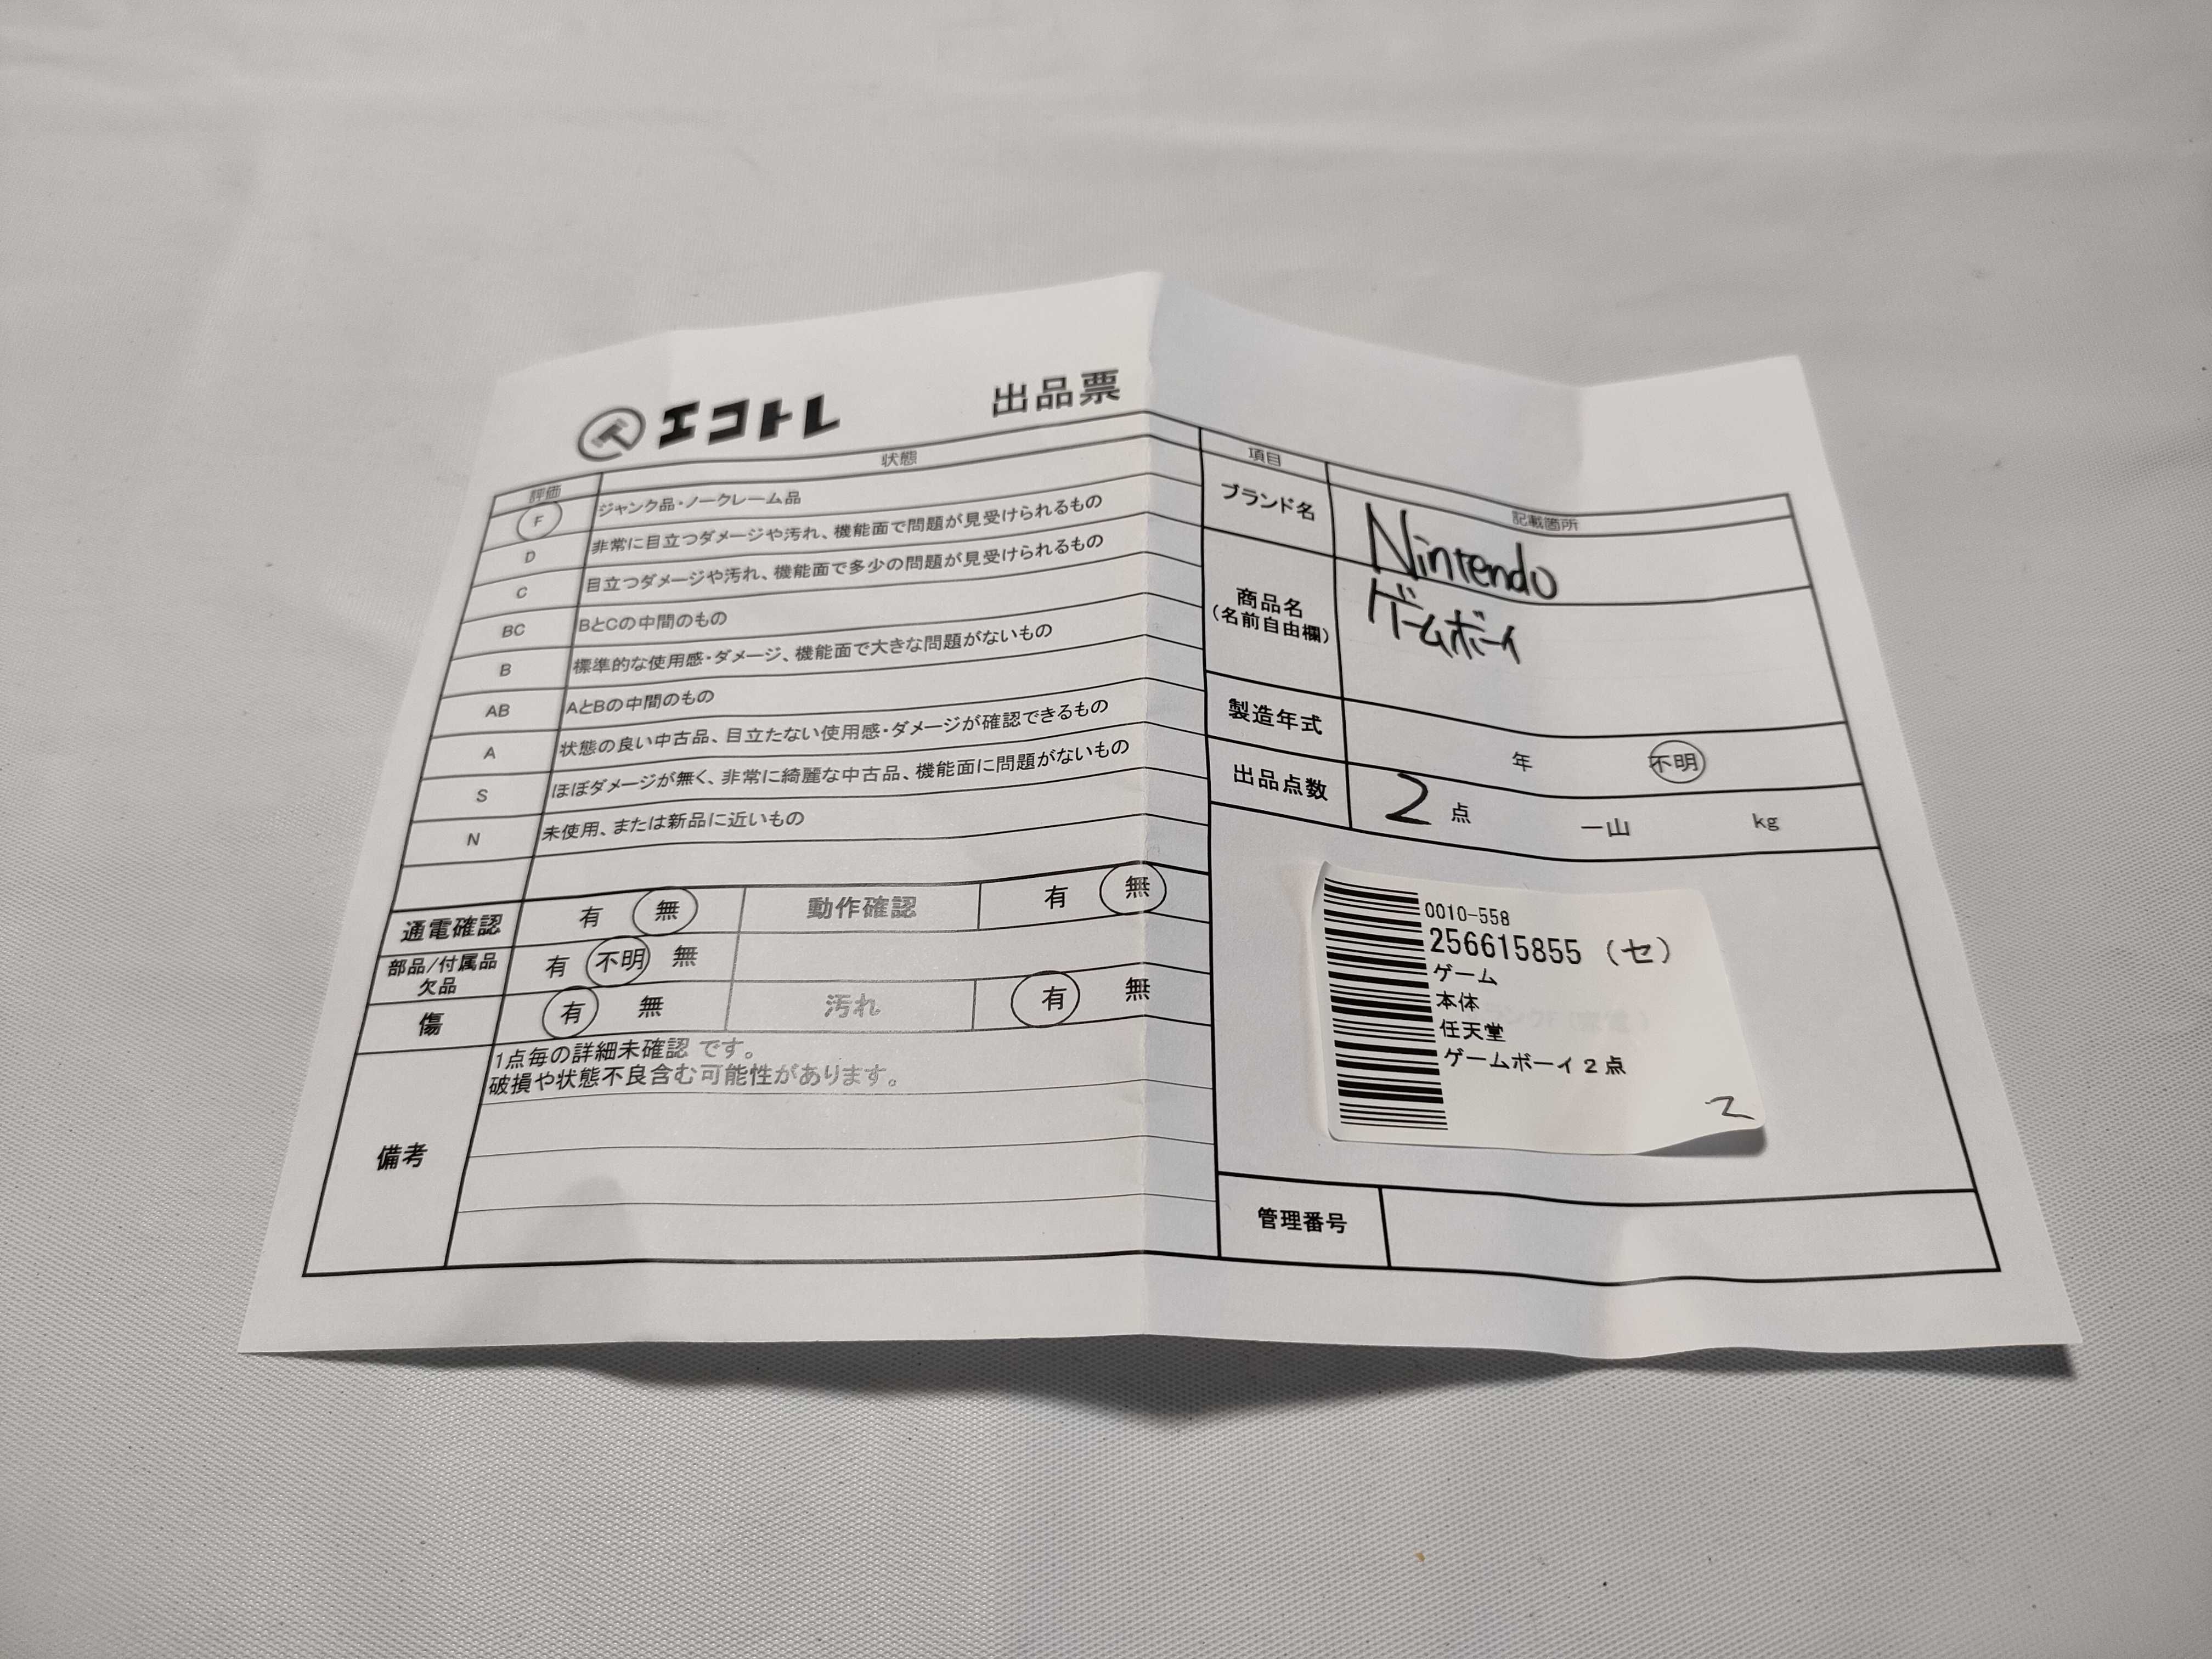 エコトレ
出品票
評価 状態
F ジャンク品・ノークレーム品
D 非常に目立つダメージや汚れ、機能面で問題が見受けられるもの
C 目立つダメージや汚れ、機能面で多少の問題が見受けられるもの
BC BとCの中間のもの
B 標準的な使用感・ダメージ、機能面で大きな問題がないもの
AB AとBの中間のもの
A 状態の良い中古品、目立たない使用感・ダメージが確認できるもの
S ほぼダメージが無く、非常に綺麗な中古品、機能面に問題がないもの
N 未使用、または新品に近いもの
通電確認 有 無 動作確認 有 無
部品/付属品
欠品 有 不明 無
傷 有 無 汚れ 有 無
備考
1点毎の詳細未確認 です。
破損や状態不良含む可能性があります。
項目 記載箇所
ブランド名 Nintendo
商品名
(名前自由欄)
ゲームボーイ
製造年式 年 不明
出品点数 2 点 一山 kg
0010-558
256615855 (セ)
ゲーム
本体
任天堂
ゲームボーイ2点
2
管理番号